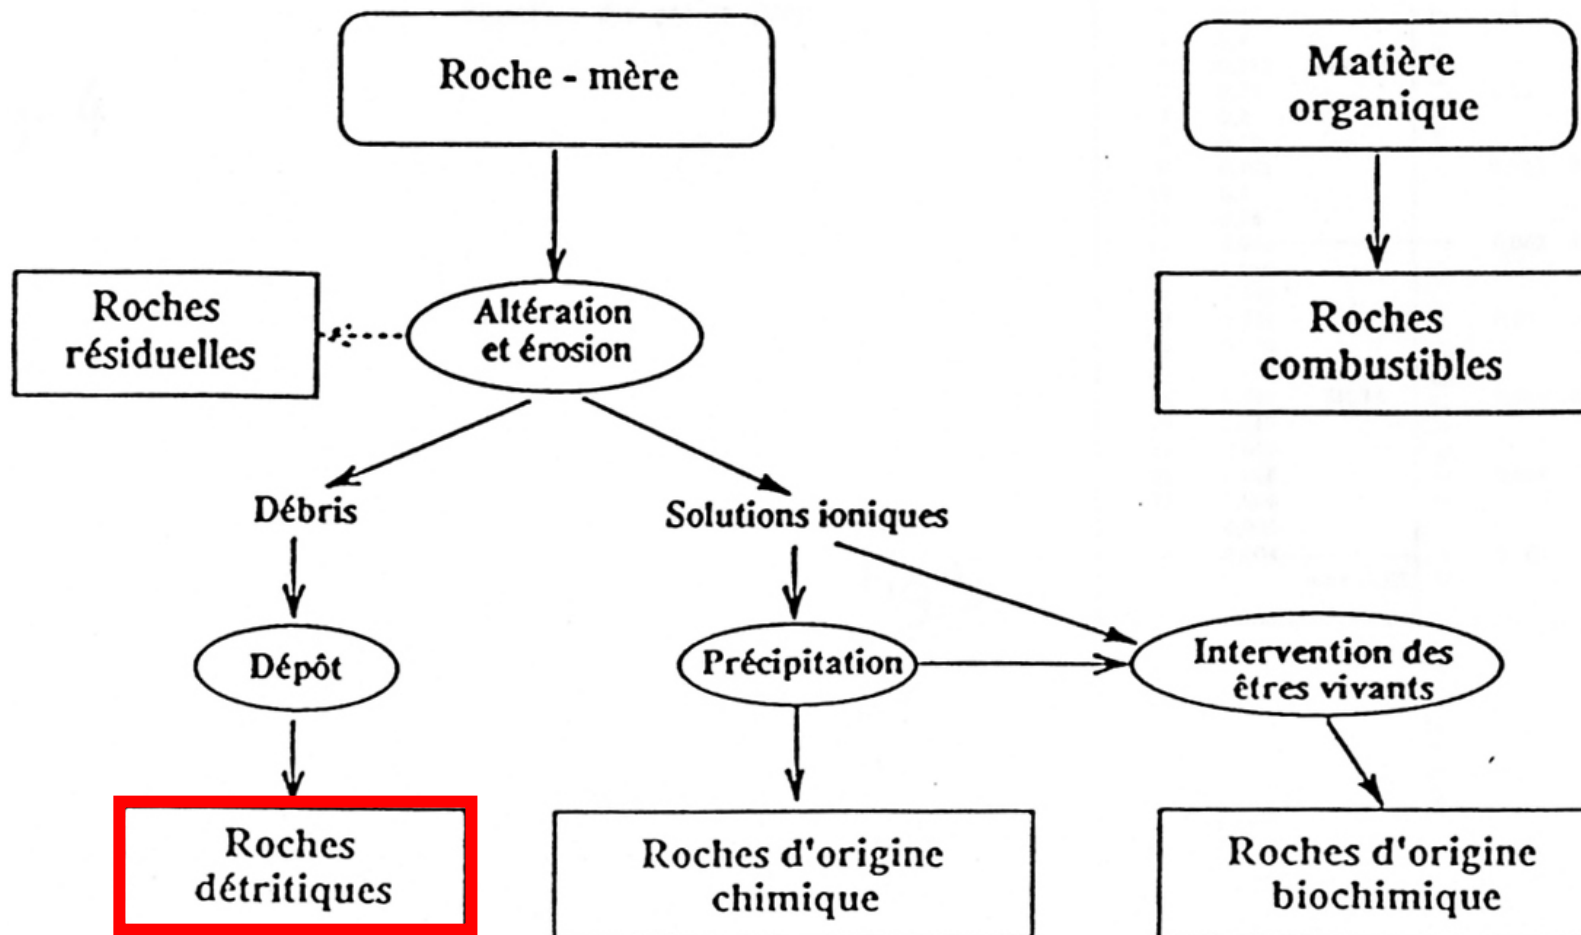 Roche - mère
Matière
organique
Roches
résiduelles
Altération
et érosion
Roches
combustibles
Débris
Solutions ioniques
Dépôt
Précipitation
Intervention des
êtres vivants
Roches
détritiques
Roches d'origine
chimique
Roches d'origine
biochimique